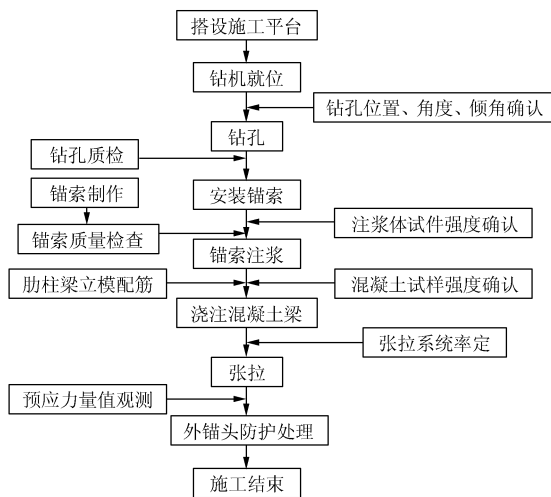 搭设施工平台
钻机就位
钻孔位置、角度、倾角确认
钻孔
钻孔质检
锚索制作
安装锚索
注浆体试件强度确认
锚索质量检查
锚索注浆
肋柱梁立模配筋
混凝土试样强度确认
浇注混凝土梁
张拉系统率定
张拉
预应力量值观测
外锚头防护处理
施工结束